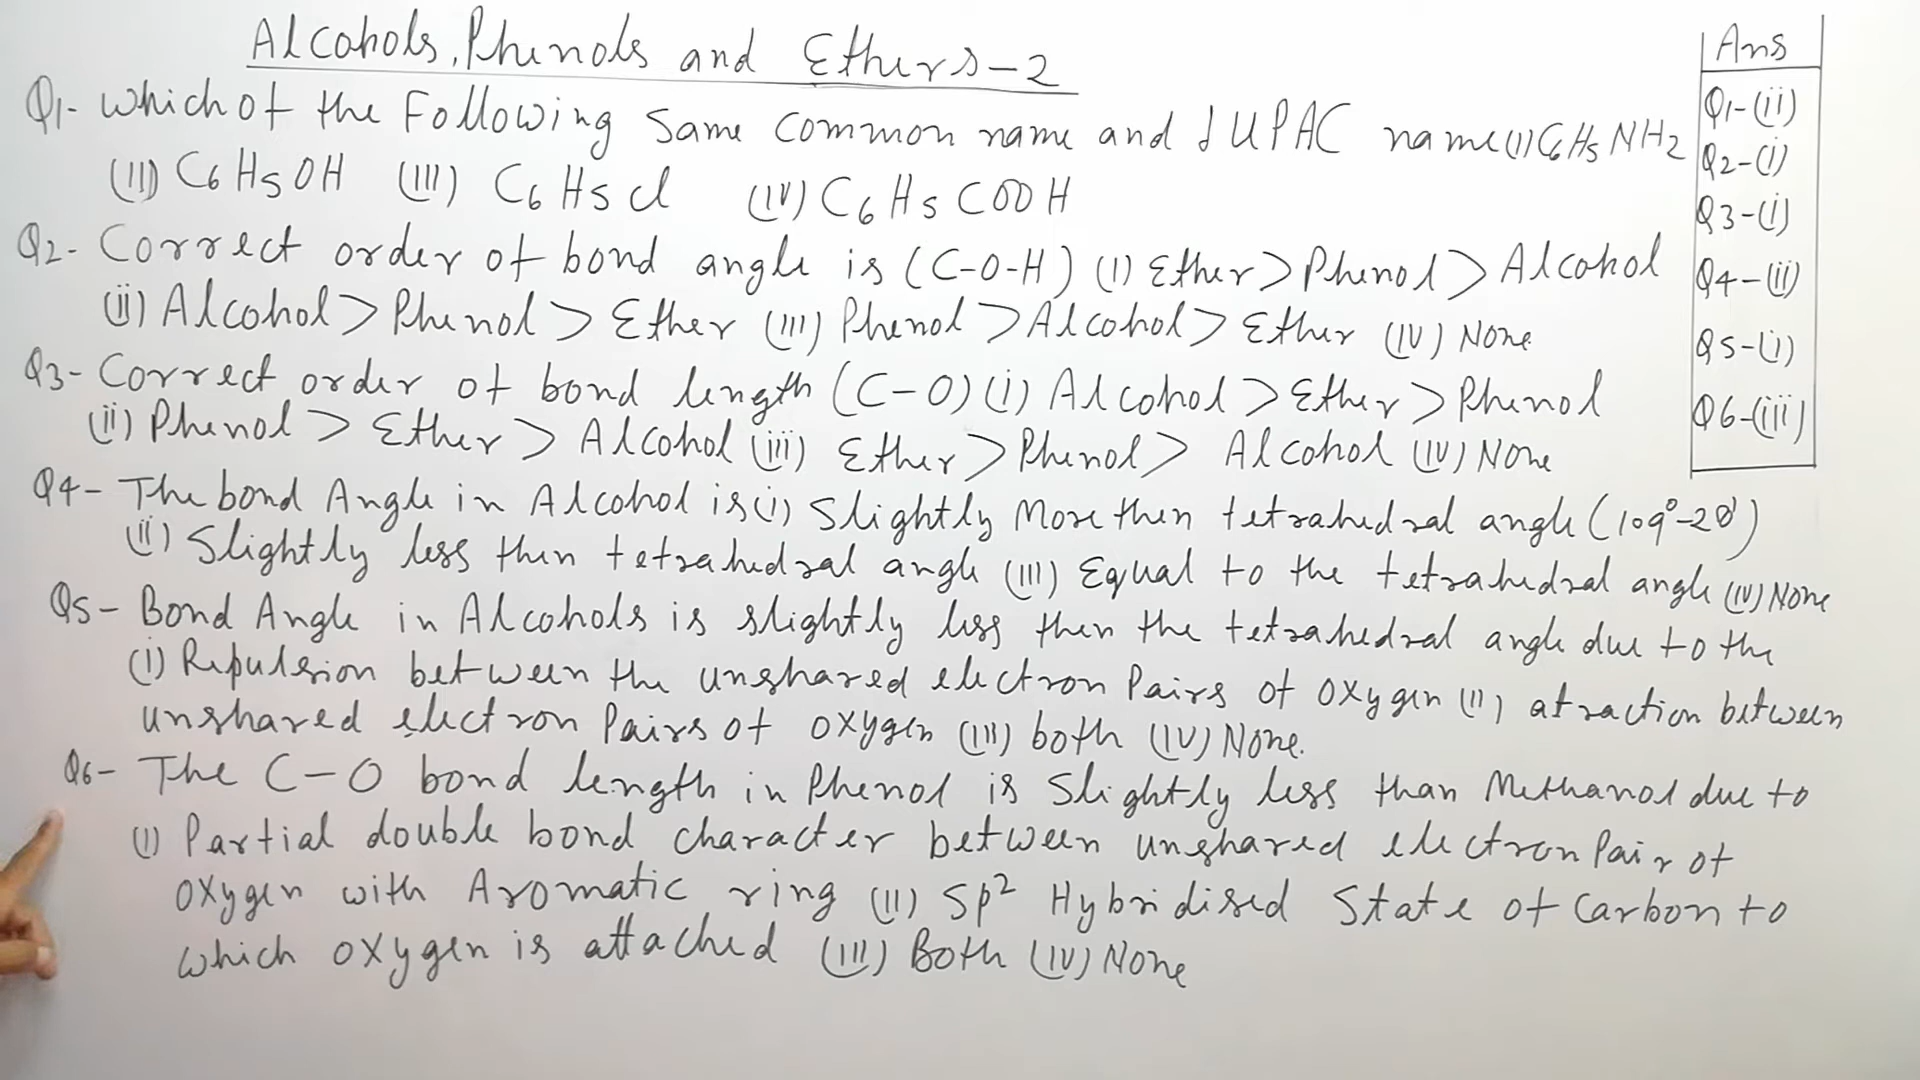 Alcohols, Phenols and Ethers-2
Q1- which of the Following Same Common name and IUPAC name (i) C6H5NH2
(II) C6H5OH (III) C6H5Cl (IV) C6H5COOH
Q2- Correct order of bond angle is (C-O-H) (I) Ether > Phenol > Alcohol
(ii) Alcohol > Phenol > Ether (III) Phenol > Alcohol > Ether (IV) None
Q3- Correct order of bond length (C-O) (i) Alcohol > Ether > Phenol
(ii) Phenol > Ether > Alcohol (iii) Ether > Phenol > Alcohol (IV) None
Q4- The bond Angle in Alcohol is (i) Slightly More then tetrahedral angle (109°-28')
(ii) Slightly less then tetrahedral angle (III) Equal to the tetrahedral angle (IV) None
Q5- Bond Angle in Alcohols is slightly less then the tetrahedral angle due to the
(i) Repulsion between the unshared electron Pairs of oxygen (II) atraction between
unshared electron Pairs of oxygen (III) both (IV) None.
Q6- The C-O bond length in Phenol is Slightly less than Methanol due to
(I) Partial double bond character between unshared electron Pair of
oxygen with Aromatic ring (II) Sp² Hybridised State of Carbon to
which oxygen is attached (III) Both (IV) None
Ans
Q1-(ii)
Q2-(i)
Q3-(i)
Q4-(ii)
Q5-(i)
Q6-(iii)